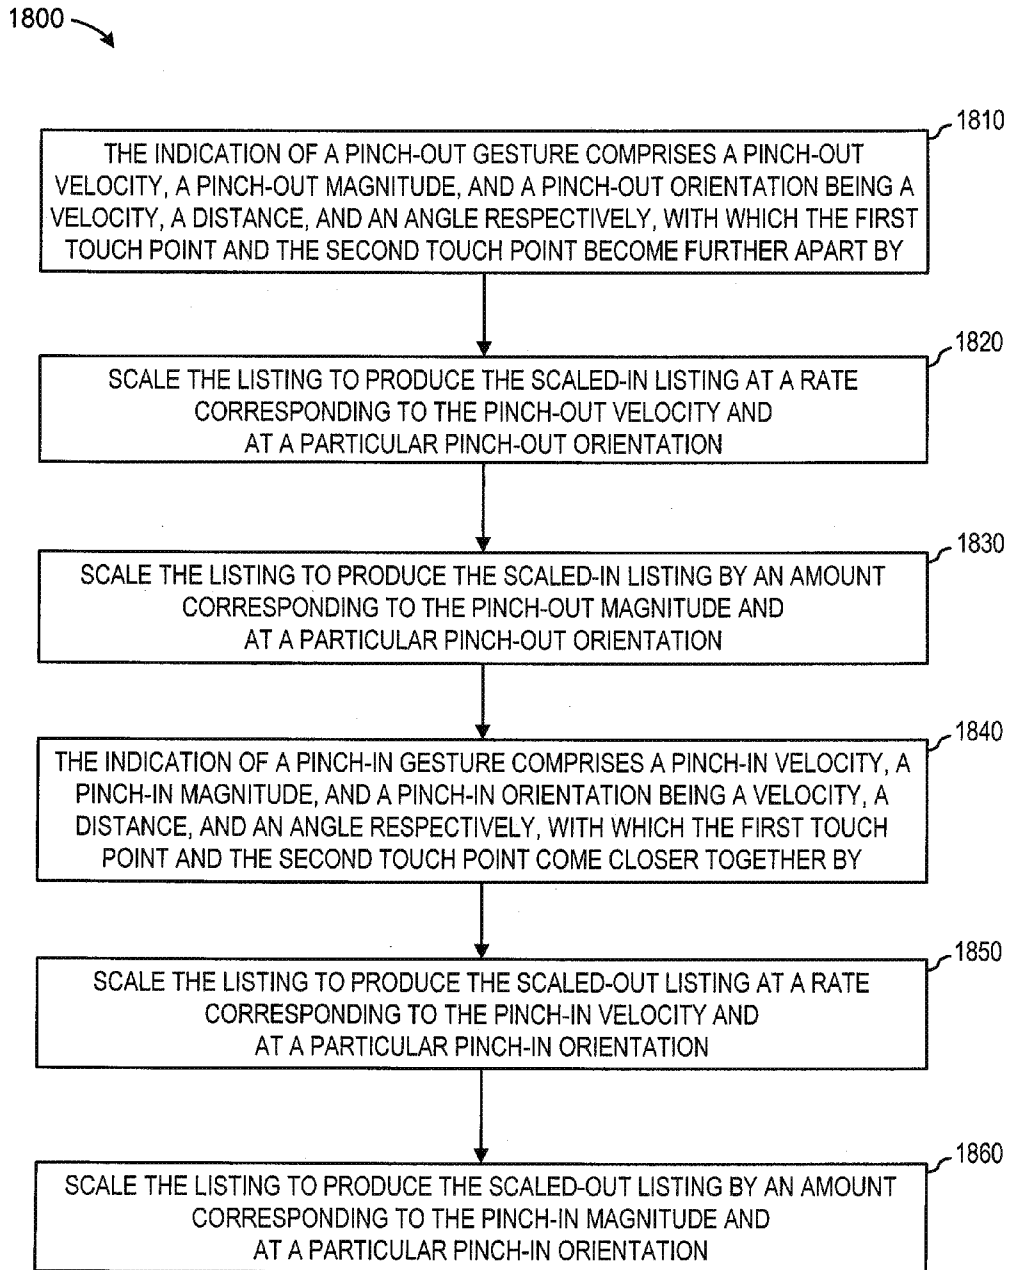 1800
1810
THE INDICATION OF A PINCH-OUT GESTURE COMPRISES A PINCH-OUT
VELOCITY, A PINCH-OUT MAGNITUDE, AND A PINCH-OUT ORIENTATION BEING A
VELOCITY, A DISTANCE, AND AN ANGLE RESPECTIVELY, WITH WHICH THE FIRST
TOUCH POINT AND THE SECOND TOUCH POINT BECOME FURTHER APART BY
1820
SCALE THE LISTING TO PRODUCE THE SCALED-IN LISTING AT A RATE
CORRESPONDING TO THE PINCH-OUT VELOCITY AND
AT A PARTICULAR PINCH-OUT ORIENTATION
1830
SCALE THE LISTING TO PRODUCE THE SCALED-IN LISTING BY AN AMOUNT
CORRESPONDING TO THE PINCH-OUT MAGNITUDE AND
AT A PARTICULAR PINCH-OUT ORIENTATION
1840
THE INDICATION OF A PINCH-IN GESTURE COMPRISES A PINCH-IN VELOCITY, A
PINCH-IN MAGNITUDE, AND A PINCH-IN ORIENTATION BEING A VELOCITY, A
DISTANCE, AND AN ANGLE RESPECTIVELY, WITH WHICH THE FIRST TOUCH
POINT AND THE SECOND TOUCH POINT COME CLOSER TOGETHER BY
1850
SCALE THE LISTING TO PRODUCE THE SCALED-OUT LISTING AT A RATE
CORRESPONDING TO THE PINCH-IN VELOCITY AND
AT A PARTICULAR PINCH-IN ORIENTATION
1860
SCALE THE LISTING TO PRODUCE THE SCALED-OUT LISTING BY AN AMOUNT
CORRESPONDING TO THE PINCH-IN MAGNITUDE AND
AT A PARTICULAR PINCH-IN ORIENTATION